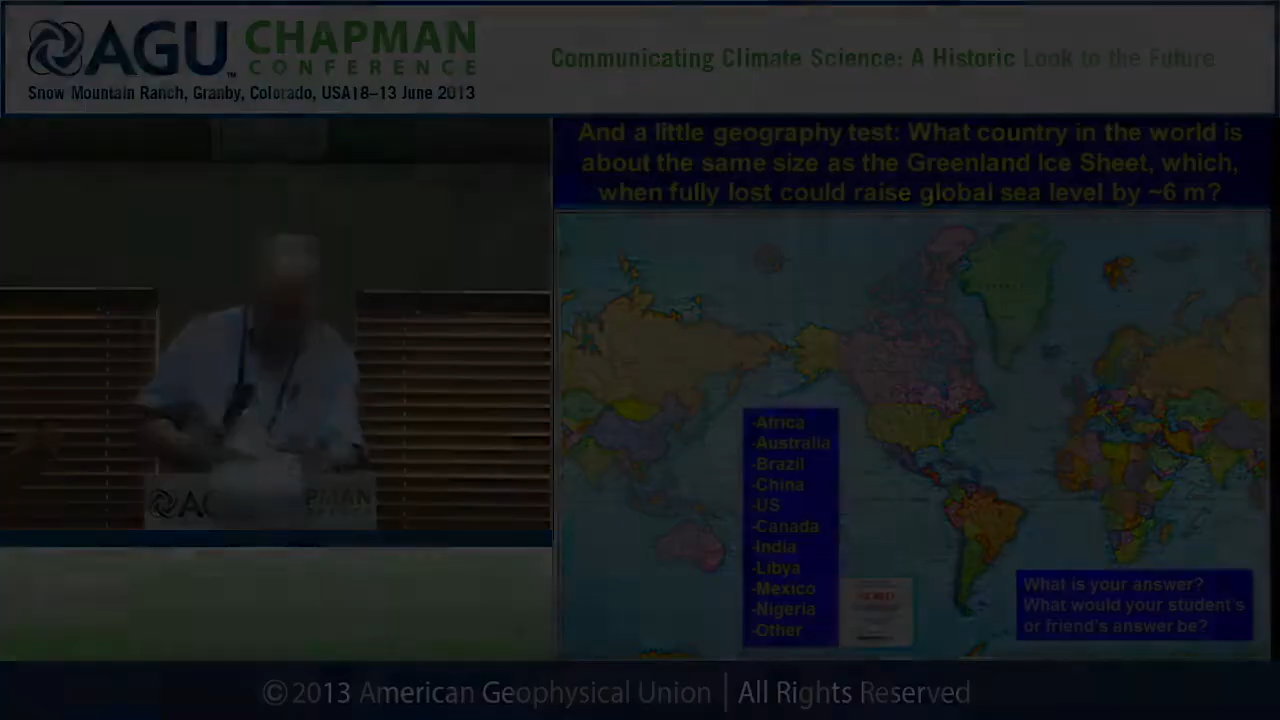 AGU CHAPMAN
CONFERENCE
Communicating Climate Science: A Historic Look to the Future
Snow Mountain Ranch, Granby, Colorado, USA18–13 June 2013
And a little geography test: What country in the world is
about the same size as the Greenland Ice Sheet, which,
when fully lost could raise global sea level by ~6 m?
-Africa
-Australia
-Brazil
-China
-US
-Canada
-India
-Libya
-Mexico
-Nigeria
-Other
What is your answer?
What would your student's
or friend's answer be?
©2013 American Geophysical Union | All Rights Reserved